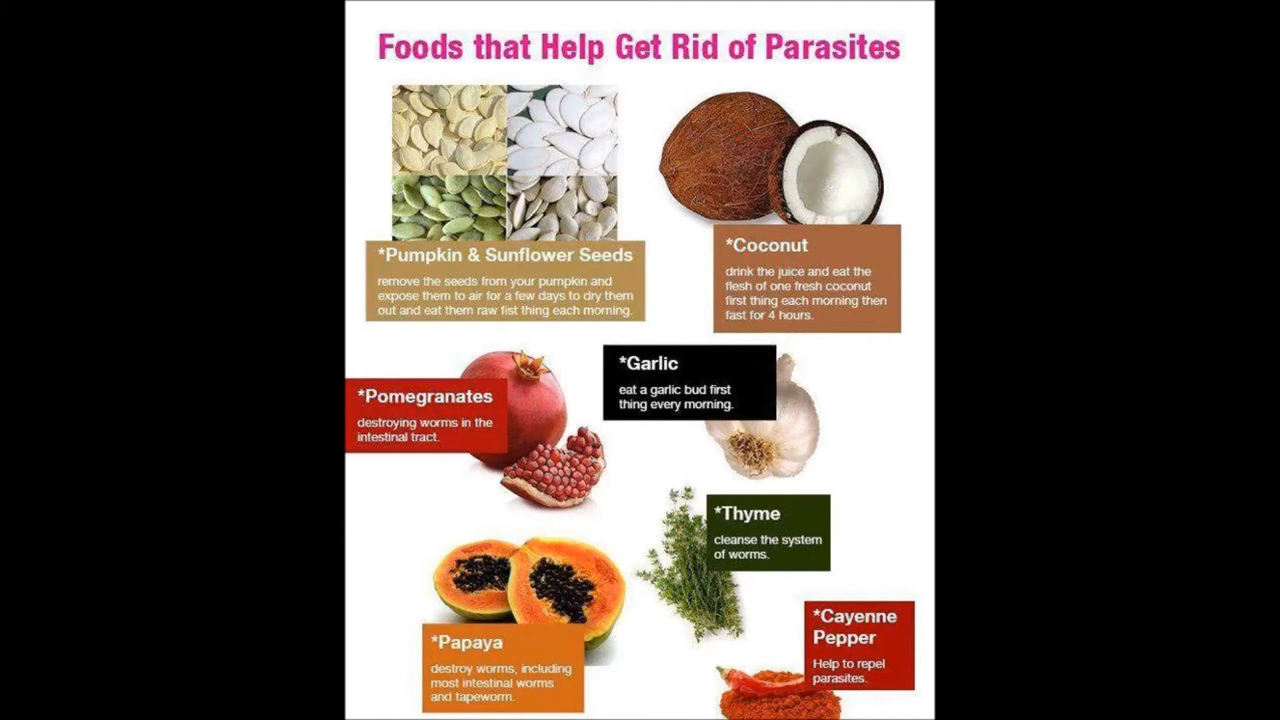 Foods that Help Get Rid of Parasites
*Pumpkin & Sunflower Seeds
remove the seeds from your pumpkin and
expose them to air for a few days to dry them
out and eat them raw fist thing each morning.
*Coconut
drink the juice and eat the
flesh of one fresh coconut
first thing each morning then
fast for 4 hours.
*Pomegranates
destroying worms in the
intestinal tract.
*Garlic
eat a garlic bud first
thing every morning.
*Thyme
cleanse the system
of worms.
*Papaya
destroy worms, including
most intestinal worms
and tapeworm.
*Cayenne
Pepper
Help to repel
parasites.